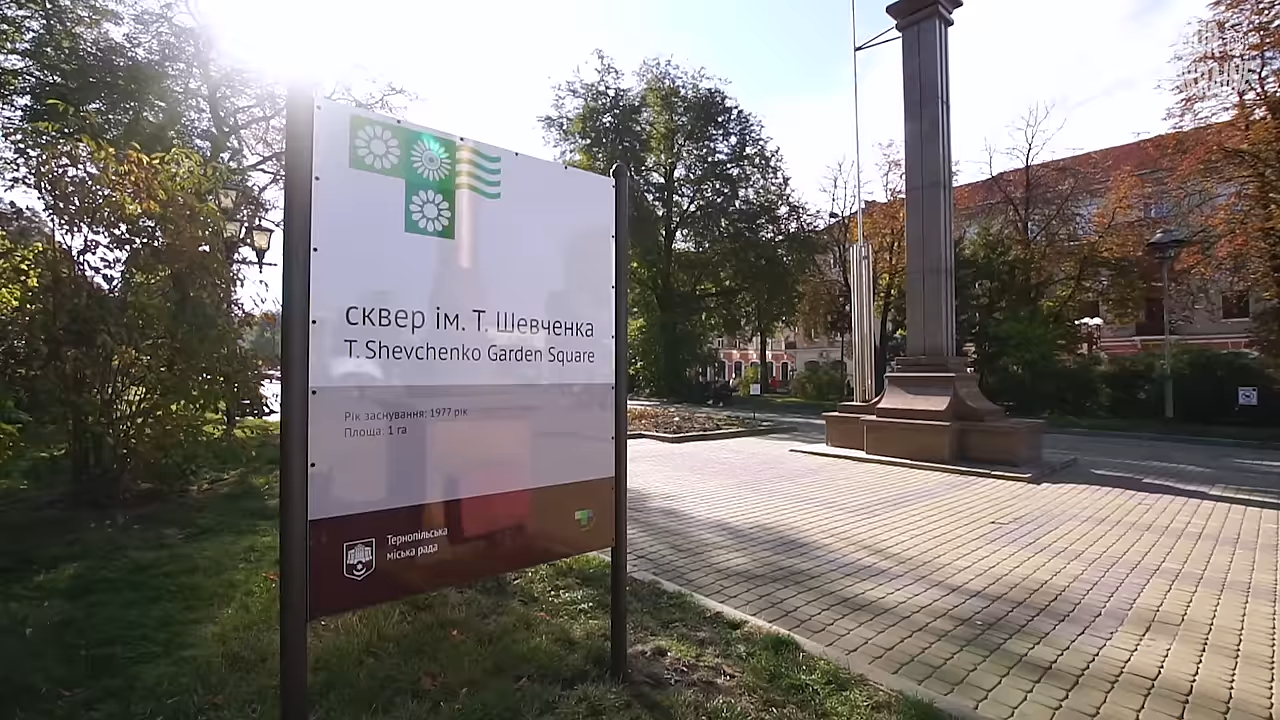 сквер ім. Т. Шевченка
T. Shevchenko Garden Square
Рік заснування: 1977 рік
Площа: 1 га
Тернопільська
міська рада